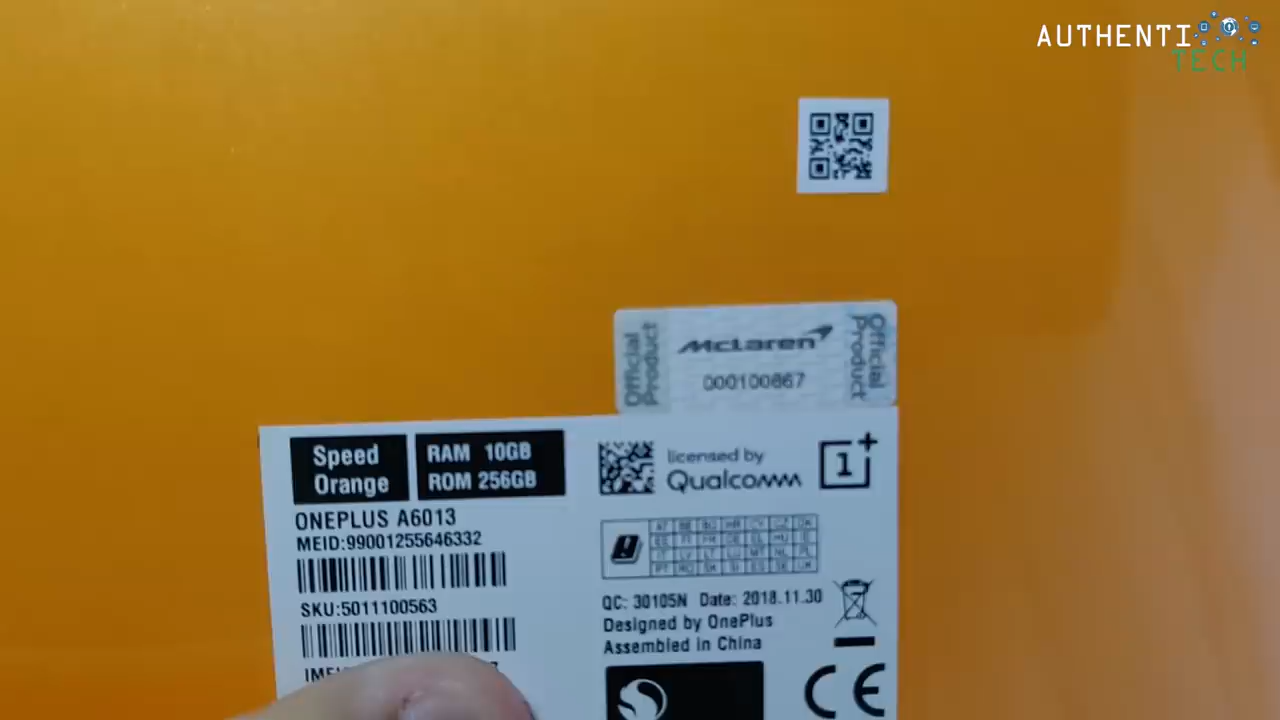 AUTHENTI
TECH
Official Product
McLaren
000100867
Official Product
Speed
Orange
RAM 10GB
ROM 256GB
licensed by
Qualcomm
1+
ONEPLUS A6013
MEID:99001255646332
SKU:5011100563
QC: 30105N Date: 2018.11.30
Designed by OnePlus
Assembled in China
CE